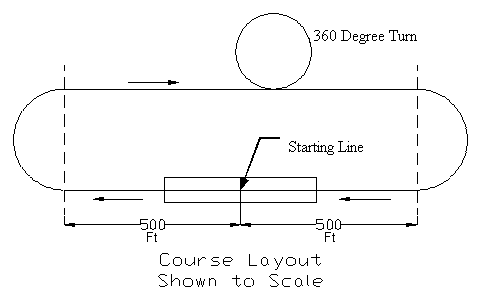 360 Degree Turn
Starting Line
500 Ft
500 Ft
Course Layout
Shown to Scale